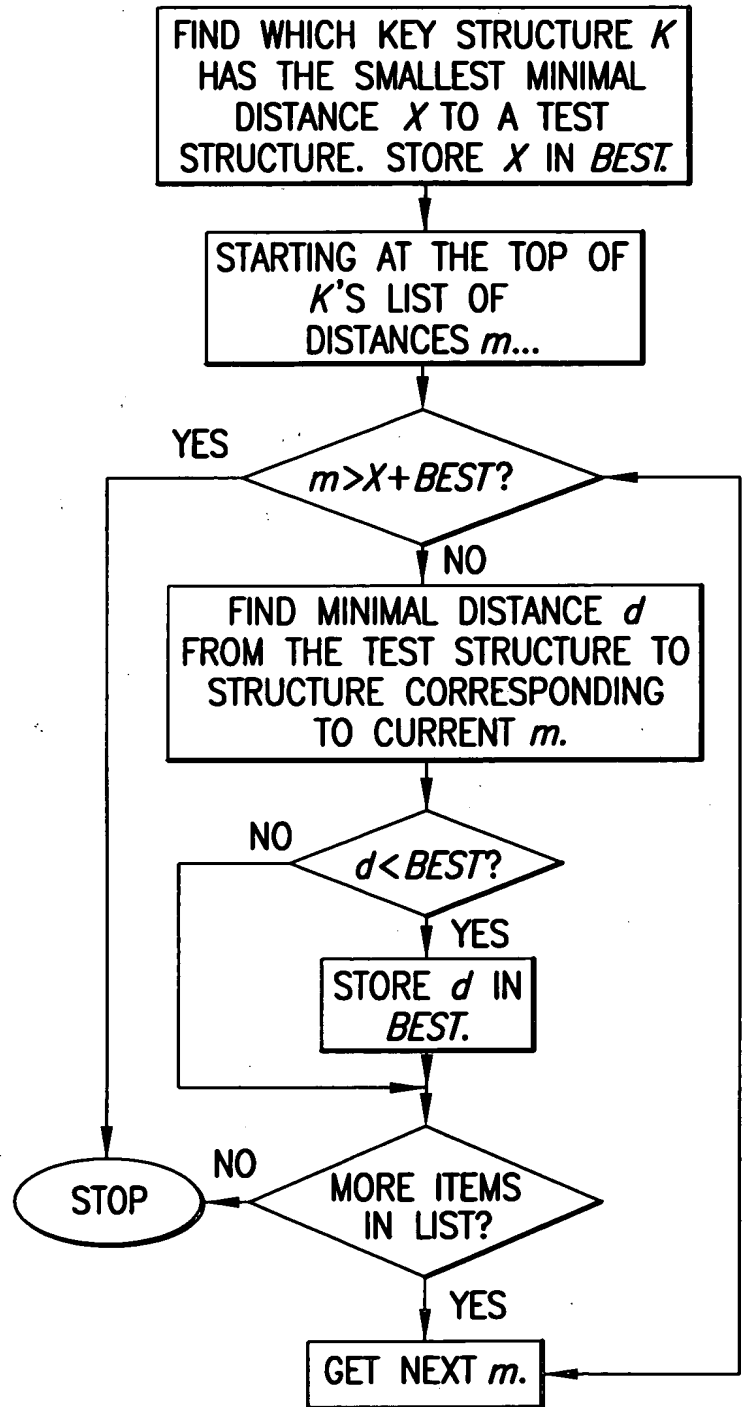 FIND WHICH KEY STRUCTURE K
HAS THE SMALLEST MINIMAL
DISTANCE X TO A TEST
STRUCTURE. STORE X IN BEST.
STARTING AT THE TOP OF
K'S LIST OF
DISTANCES m...
YES
m>X+BEST?
NO
FIND MINIMAL DISTANCE d
FROM THE TEST STRUCTURE TO
STRUCTURE CORRESPONDING
TO CURRENT m.
NO
d<BEST?
YES
STORE d IN
BEST.
STOP
NO
MORE ITEMS
IN LIST?
YES
GET NEXT m.